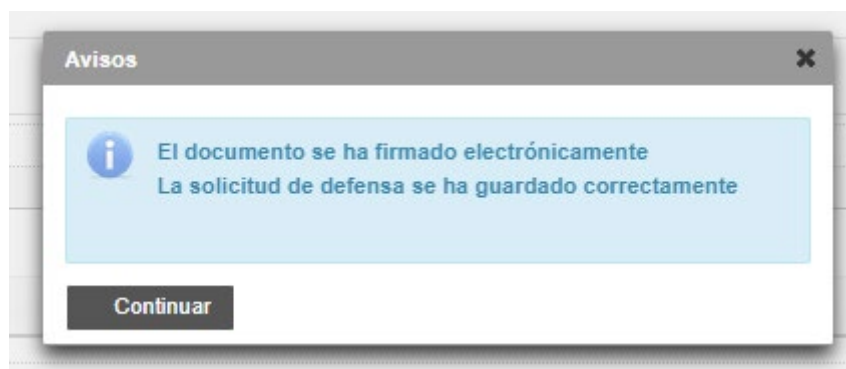 Avisos
El documento se ha firmado electrónicamente
La solicitud de defensa se ha guardado correctamente
Continuar